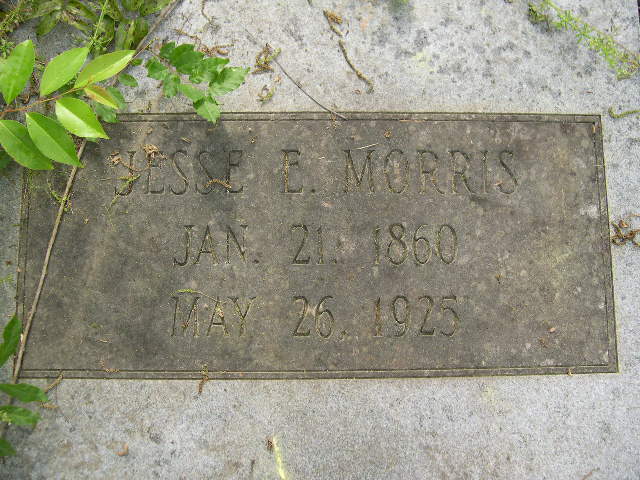 JESSE E. MORRIS
JAN. 21. 1860
MAY 26, 1925